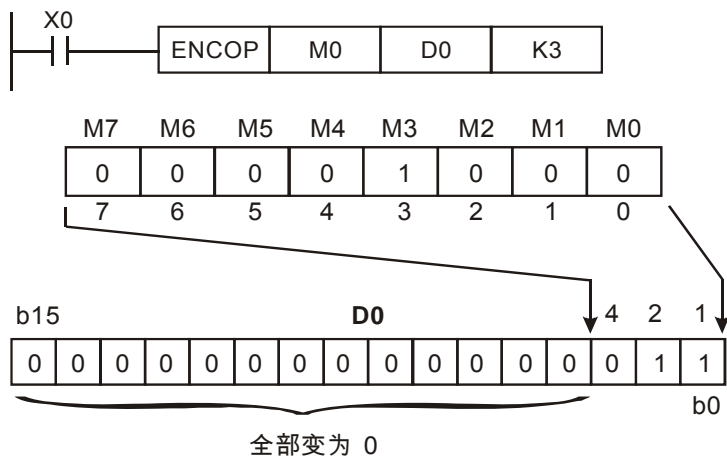 X0
ENCOP M0 D0 K3
M7 M6 M5 M4 M3 M2 M1 M0
0 0 0 0 1 0 0 0
7 6 5 4 3 2 1 0
b15 D0 4 2 1
0 0 0 0 0 0 0 0 0 0 0 0 0 0 1 1
b0
全部变为 0